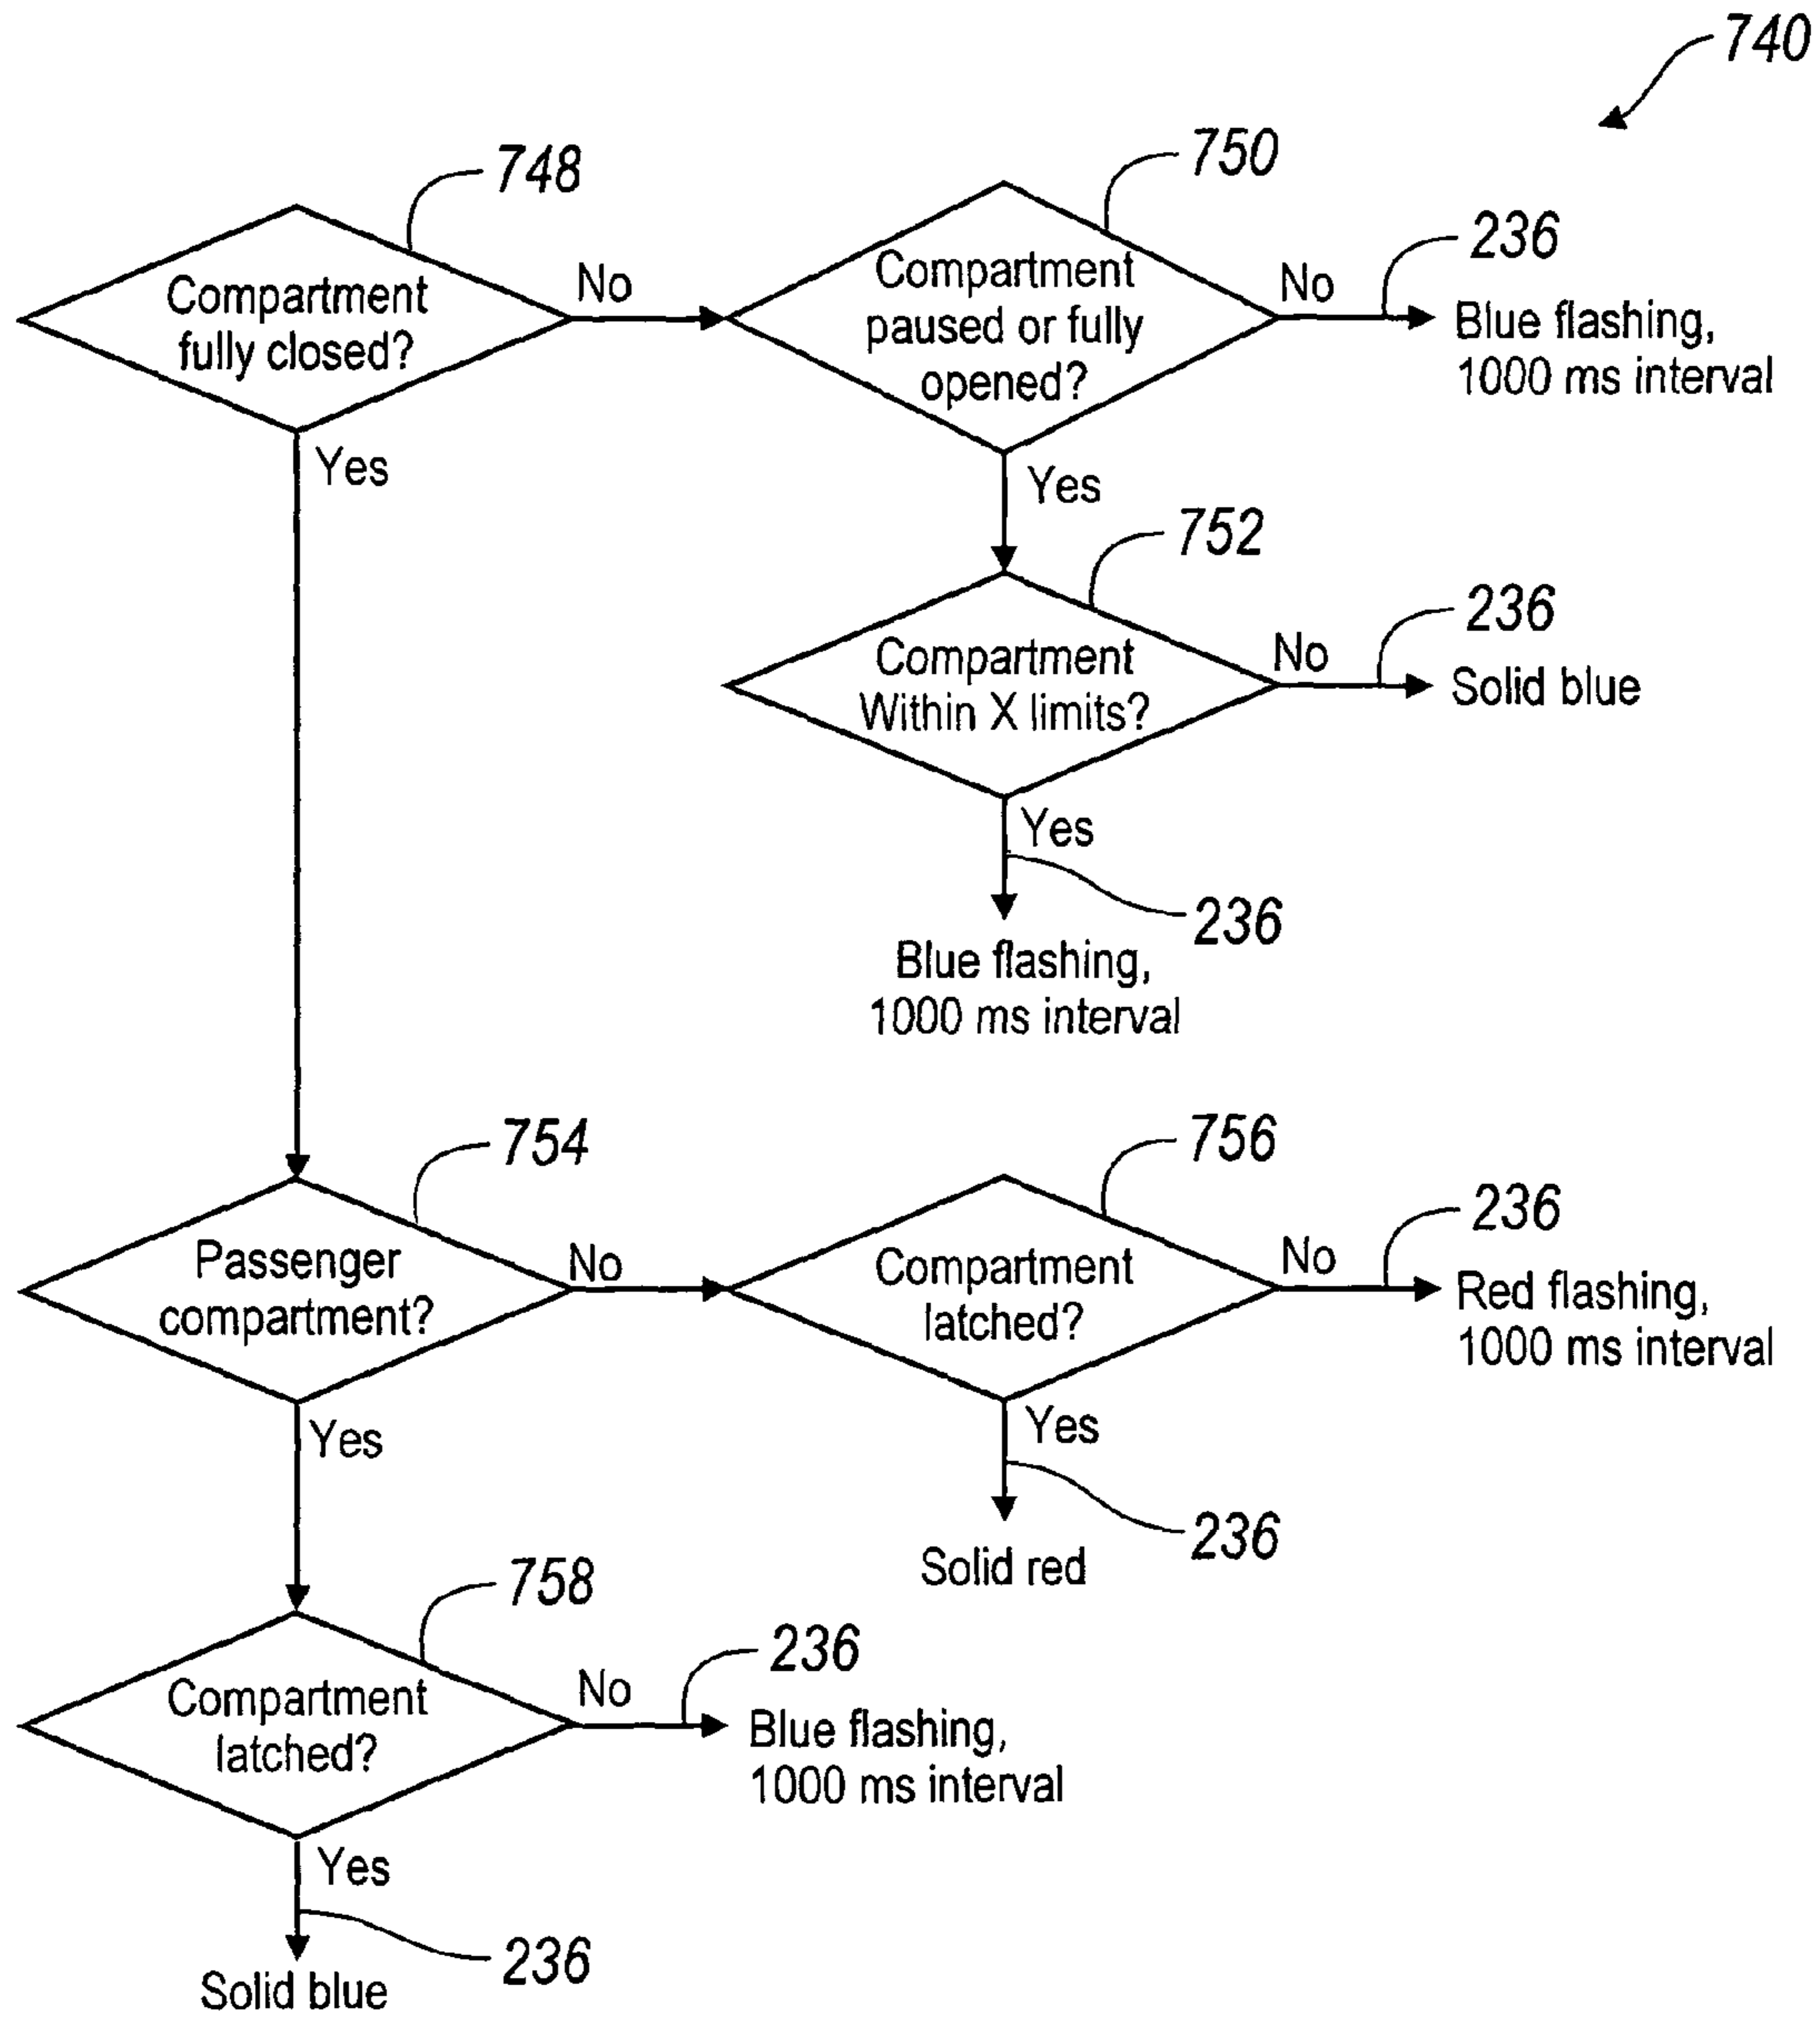 740
748
750
236
Compartment
fully closed?
No
Compartment
paused or fully
opened?
No
Blue flashing,
1000 ms interval
Yes
Yes
752
236
Compartment
Within X limits?
No
Solid blue
Yes
236
Blue flashing,
1000 ms interval
754
756
236
Passenger
compartment?
No
Compartment
latched?
No
Red flashing,
1000 ms interval
Yes
Yes
236
Solid red
758
236
Compartment
latched?
No
Blue flashing,
1000 ms interval
Yes
236
Solid blue